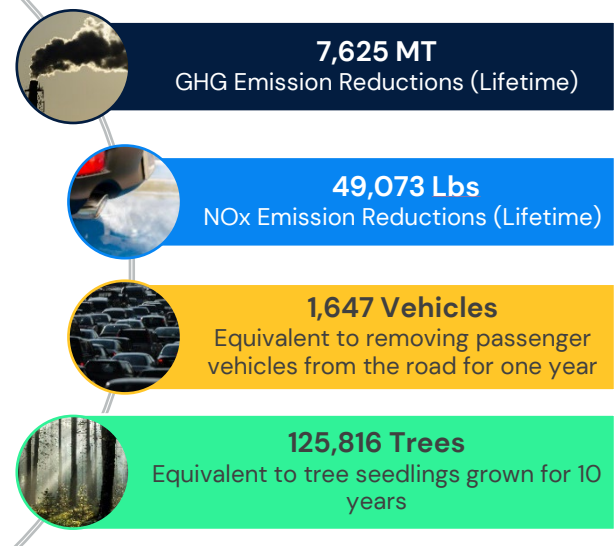 7,625 MT
GHG Emission Reductions (Lifetime)
49,073 Lbs
NOx Emission Reductions (Lifetime)
1,647 Vehicles
Equivalent to removing passenger
vehicles from the road for one year
125,816 Trees
Equivalent to tree seedlings grown for 10
years